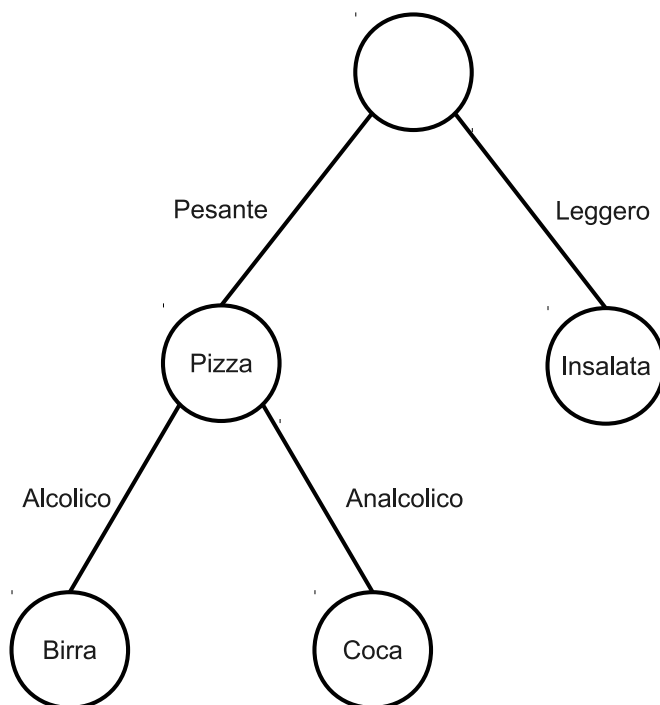 Pesante
Leggero
Pizza
Insalata
Alcolico
Analcolico
Birra
Coca